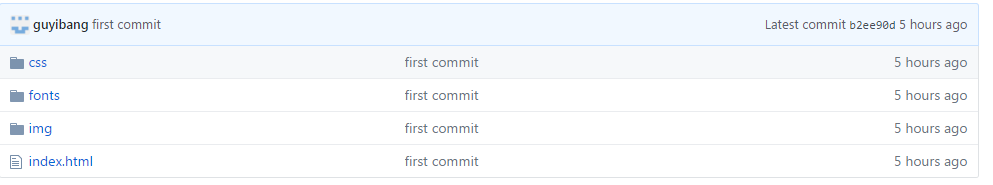 guyibang first commit Latest commit b2ee90d 5 hours ago
css first commit 5 hours ago
fonts first commit 5 hours ago
img first commit 5 hours ago
index.html first commit 5 hours ago